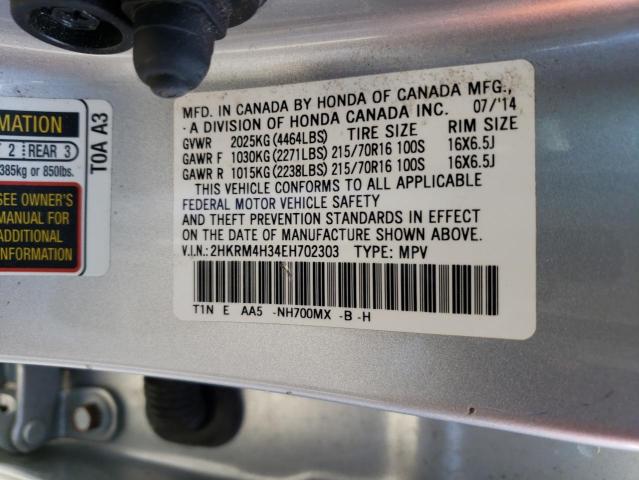 MATION
T 2 REAR 3
385kg or 850lbs.
SEE OWNER'S
MANUAL FOR
ADDITIONAL
INFORMATION
T0A A3
MFD. IN CANADA BY HONDA OF CANADA MFG.,
-A DIVISION OF HONDA CANADA INC. 07/'14
GVWR 2025KG(4464LBS) TIRE SIZE RIM SIZE
GAWR F 1030KG(2271LBS) 215/70R16 100S 16X6.5J
GAWR R 1015KG(2238LBS) 215/70R16 100S 16X6.5J
THIS VEHICLE CONFORMS TO ALL APPLICABLE
FEDERAL MOTOR VEHICLE SAFETY
AND THEFT PREVENTION STANDARDS IN EFFECT
ON THE DATE OF MANUFACTURE SHOWN ABOVE.
V.I.N.: 2HKRM4H34EH702303 TYPE: MPV
T1N E AA5 -NH700MX -B -H